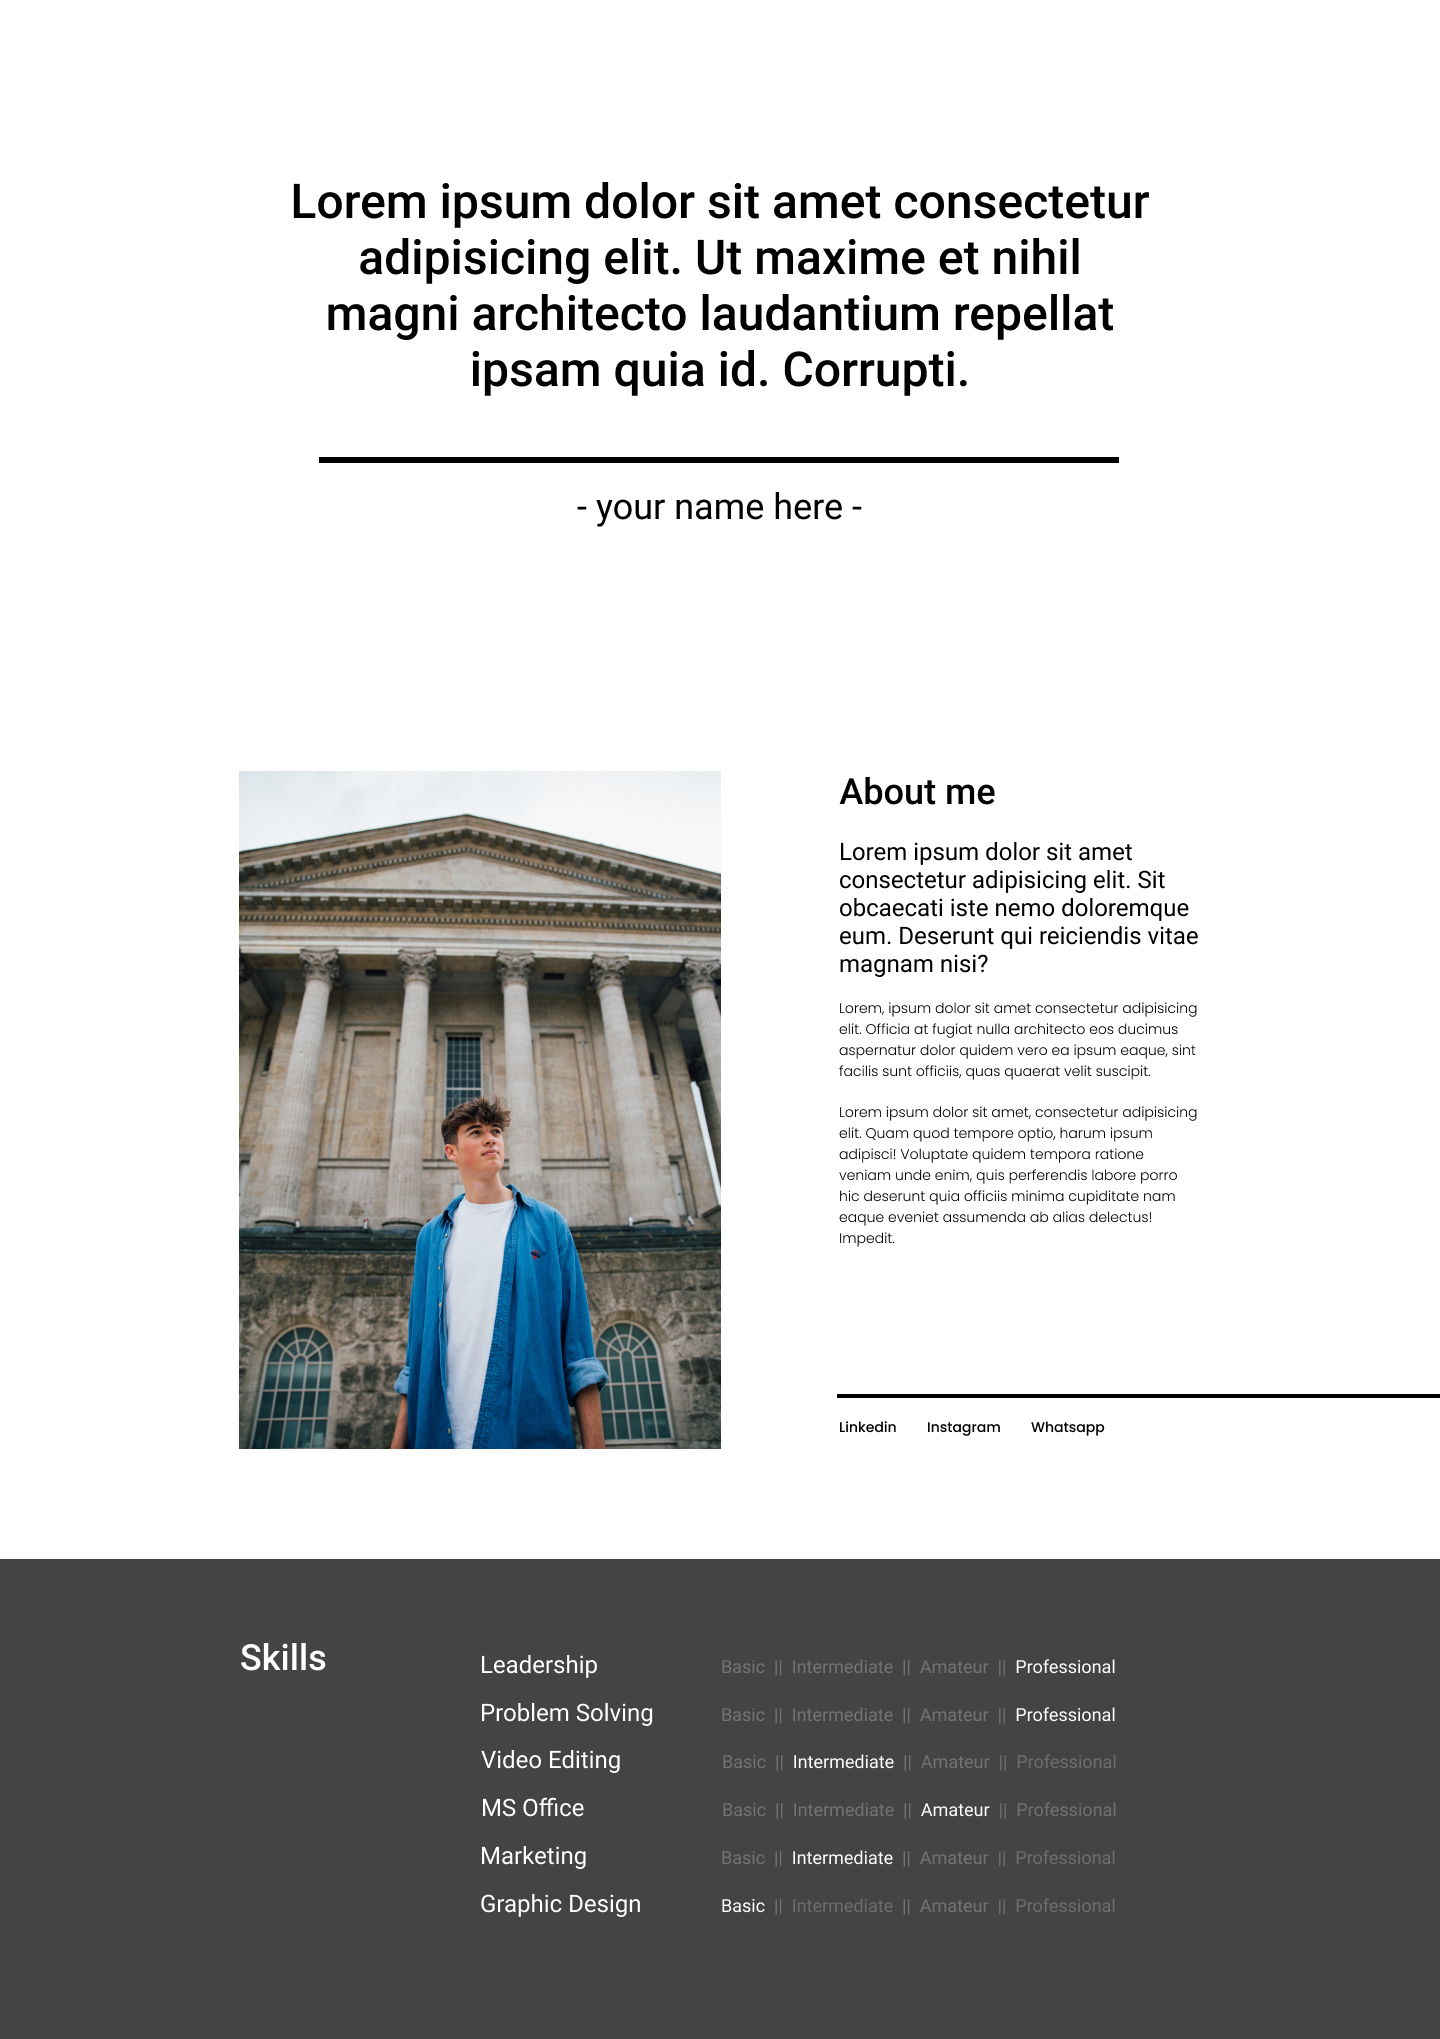 Lorem ipsum dolor sit amet consectetur
adipisicing elit. Ut maxime et nihil
magni architecto laudantium repellat
ipsam quia id. Corrupti.
- your name here -
About me
Lorem ipsum dolor sit amet
consectetur adipisicing elit. Sit
obcaecati iste nemo doloremque
eum. Deserunt qui reiciendis vitae
magnam nisi?
Lorem, ipsum dolor sit amet consectetur adipisicing
elit. Officia at fugiat nulla architecto eos ducimus
aspernatur dolor quidem vero ea ipsum eaque, sint
facilis sunt officiis, quas quaerat velit suscipit.
Lorem ipsum dolor sit amet, consectetur adipisicing
elit. Quam quod tempore optio, harum ipsum
adipisci! Voluptate quidem tempora ratione
veniam unde enim, quis perferendis labore porro
hic deserunt quia officiis minima cupiditate nam
eaque eveniet assumenda ab alias delectus!
Impedit.
Linkedin Instagram Whatsapp
Skills
Leadership Basic || Intermediate || Amateur || Professional
Problem Solving Basic || Intermediate || Amateur || Professional
Video Editing Basic || Intermediate || Amateur || Professional
MS Office Basic || Intermediate || Amateur || Professional
Marketing Basic || Intermediate || Amateur || Professional
Graphic Design Basic || Intermediate || Amateur || Professional